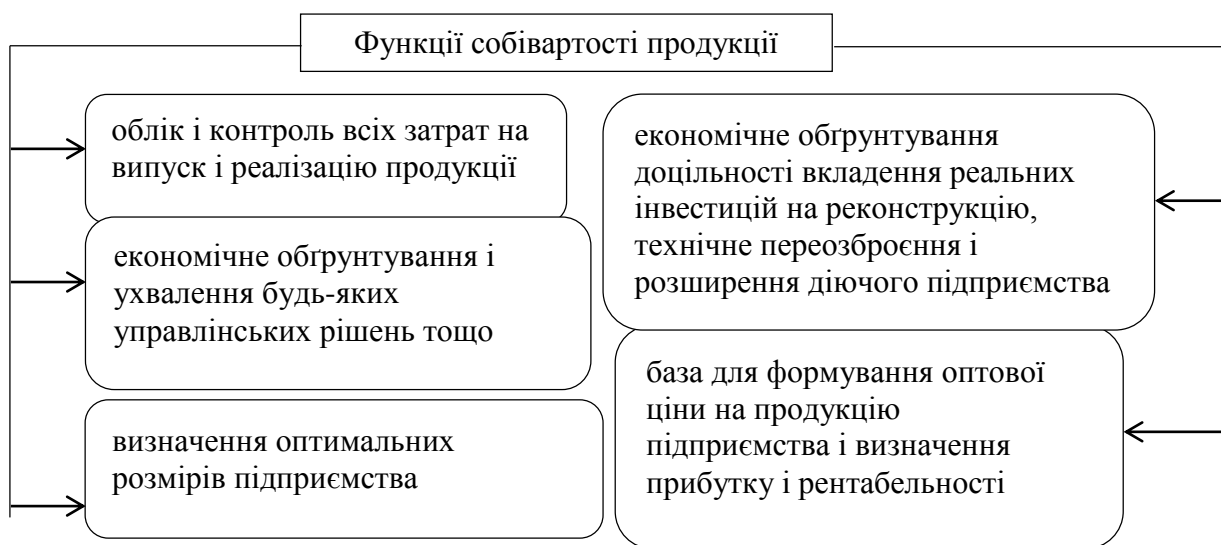 Функції собівартості продукції
облік і контроль всіх затрат на
випуск і реалізацію продукції
економічне обґрунтування і
ухвалення будь-яких
управлінських рішень тощо
визначення оптимальних
розмірів підприємства
економічне обґрунтування
доцільності вкладення реальних
інвестицій на реконструкцію,
технічне переозброєння і
розширення діючого підприємства
база для формування оптової
ціни на продукцію
підприємства і визначення
прибутку і рентабельності